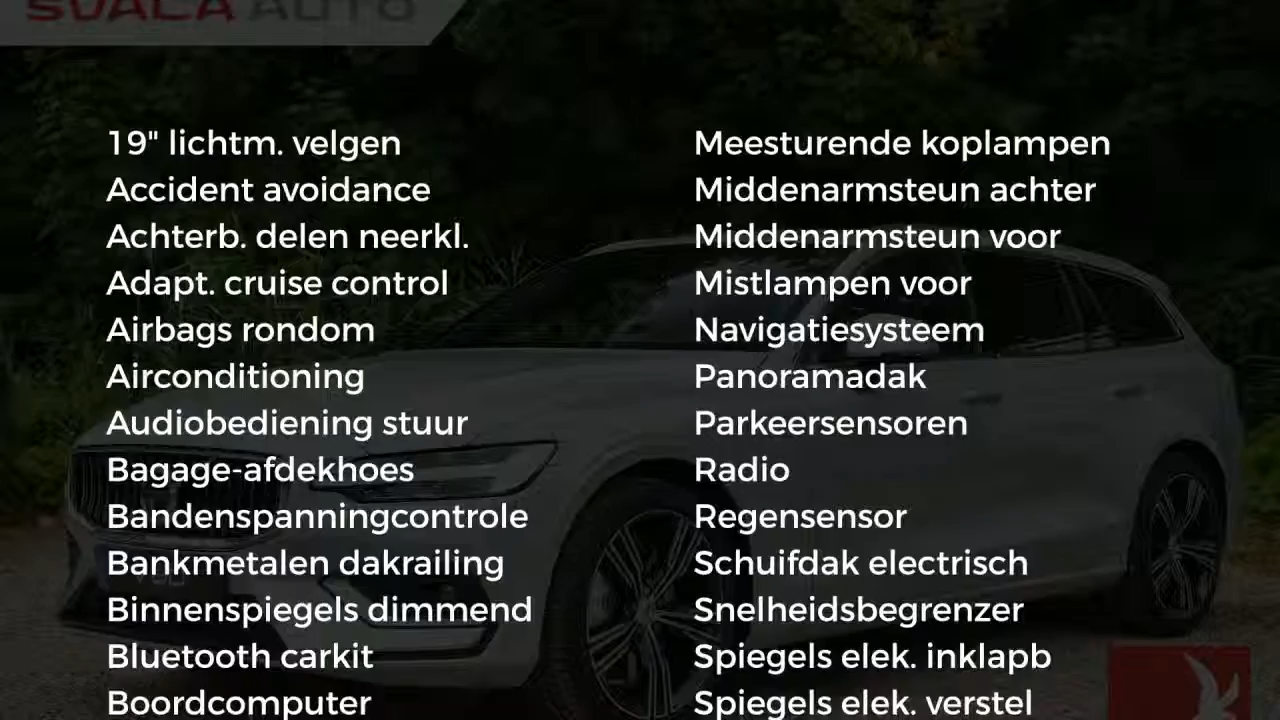 SVALA AUTO
19" lichtm. velgen
Accident avoidance
Achterb. delen neerkl.
Adapt. cruise control
Airbags rondom
Airconditioning
Audiobediening stuur
Bagage-afdekhoes
Bandenspanningcontrole
Bankmetalen dakrailing
Binnenspiegels dimmend
Bluetooth carkit
Boordcomputer
Meesturende koplampen
Middenarmsteun achter
Middenarmsteun voor
Mistlampen voor
Navigatiesysteem
Panoramadak
Parkeersensoren
Radio
Regensensor
Schuifdak electrisch
Snelheidsbegrenzer
Spiegels elek. inklapb
Spiegels elek. verstel